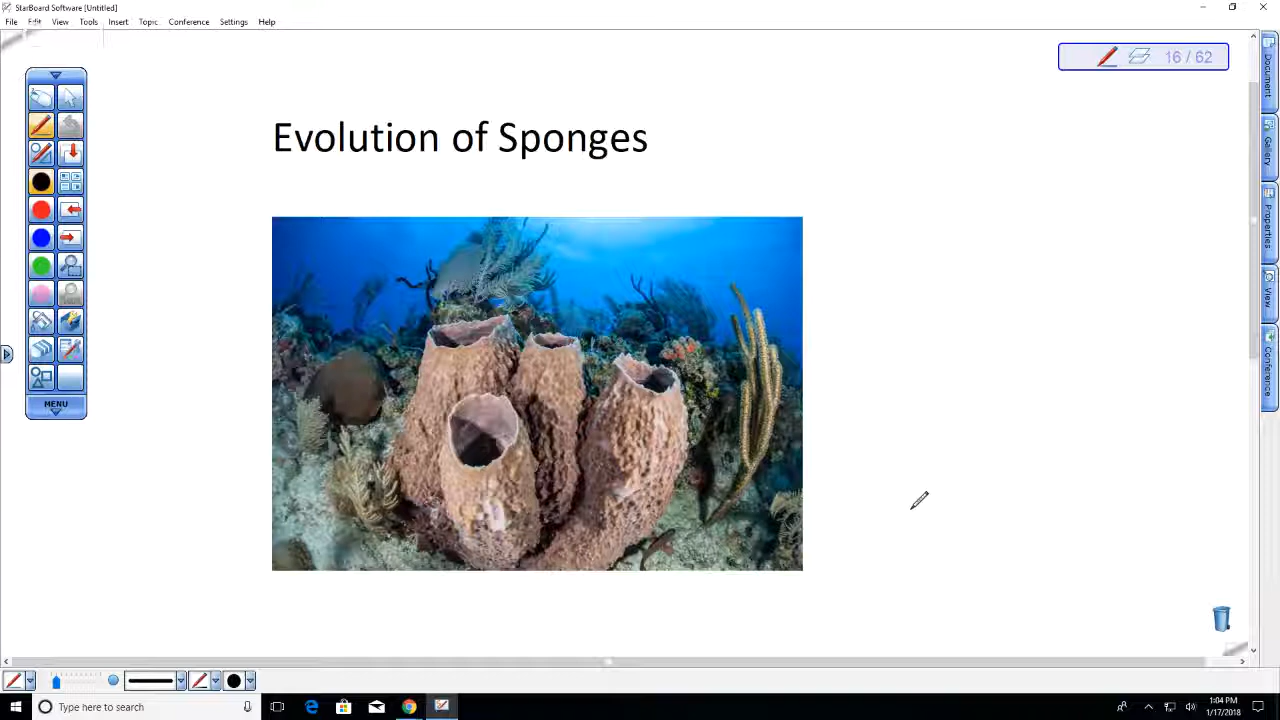 StarBoard Software [Untitled]
File Edit View Tools Insert Topic Conference Settings Help
16 / 62
Document
Gallery
Properties
View
Conference
Evolution of Sponges
MENU
Type here to search
1:04 PM
1/17/2018